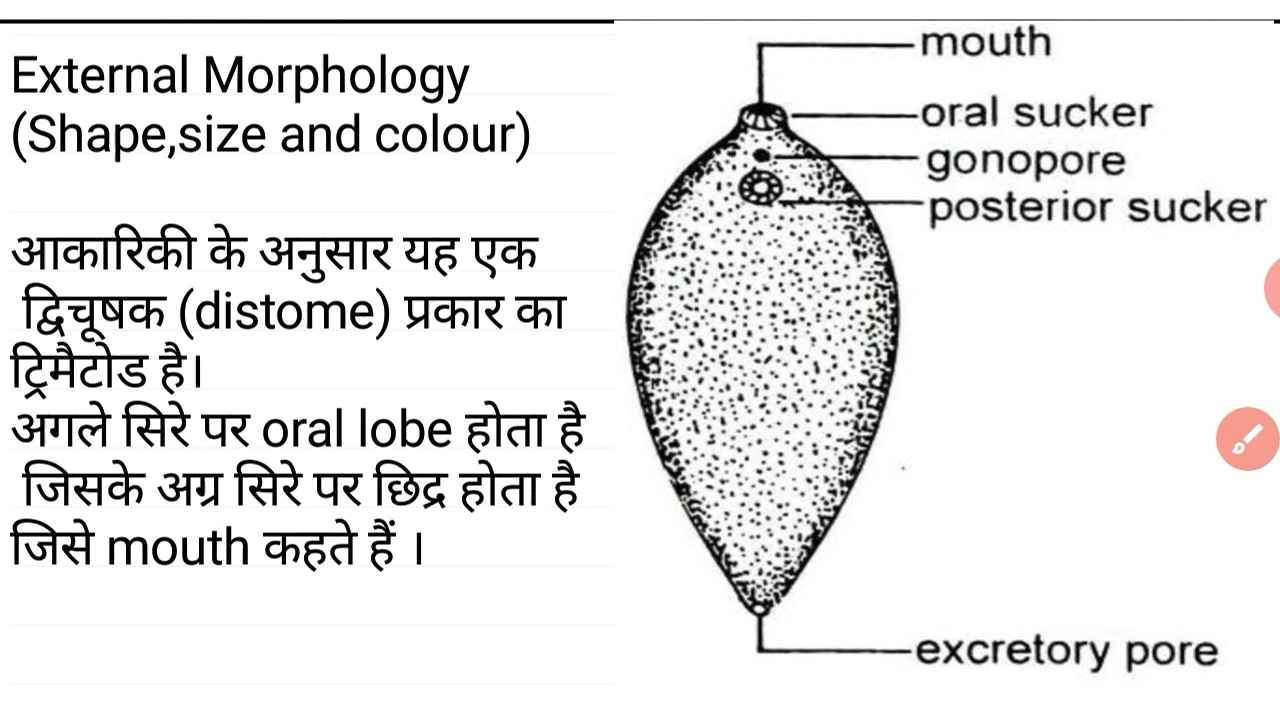 External Morphology
(Shape,size and colour)
आकारिकी के अनुसार यह एक
द्विचूषक (distome) प्रकार का
ट्रिमैटोड है।
अगले सिरे पर oral lobe होता है
जिसके अग्र सिरे पर छिद्र होता है
जिसे mouth कहते हैं ।
mouth
oral sucker
gonopore
posterior sucker
excretory pore